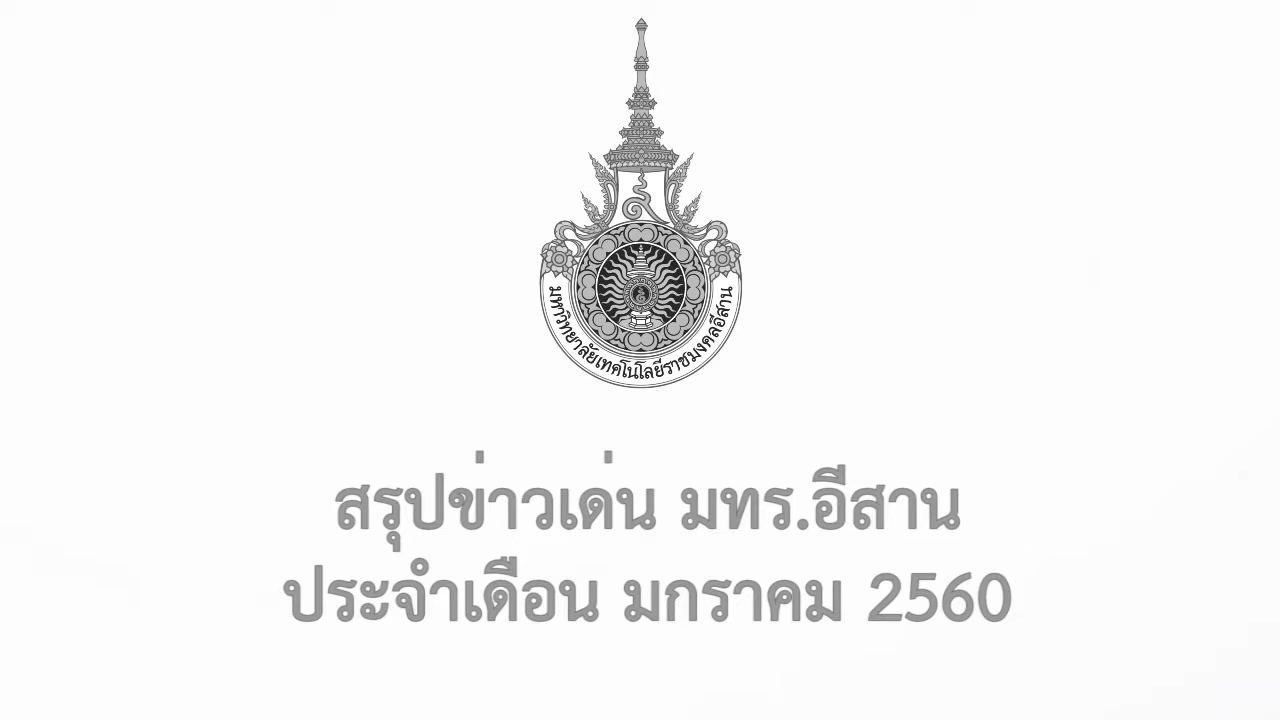 มหาวิทยาลัยเทคโนโลยีราชมงคลอีสาน
สรุปข่าวเด่น มทร.อีสาน
ประจำเดือน มกราคม 2560